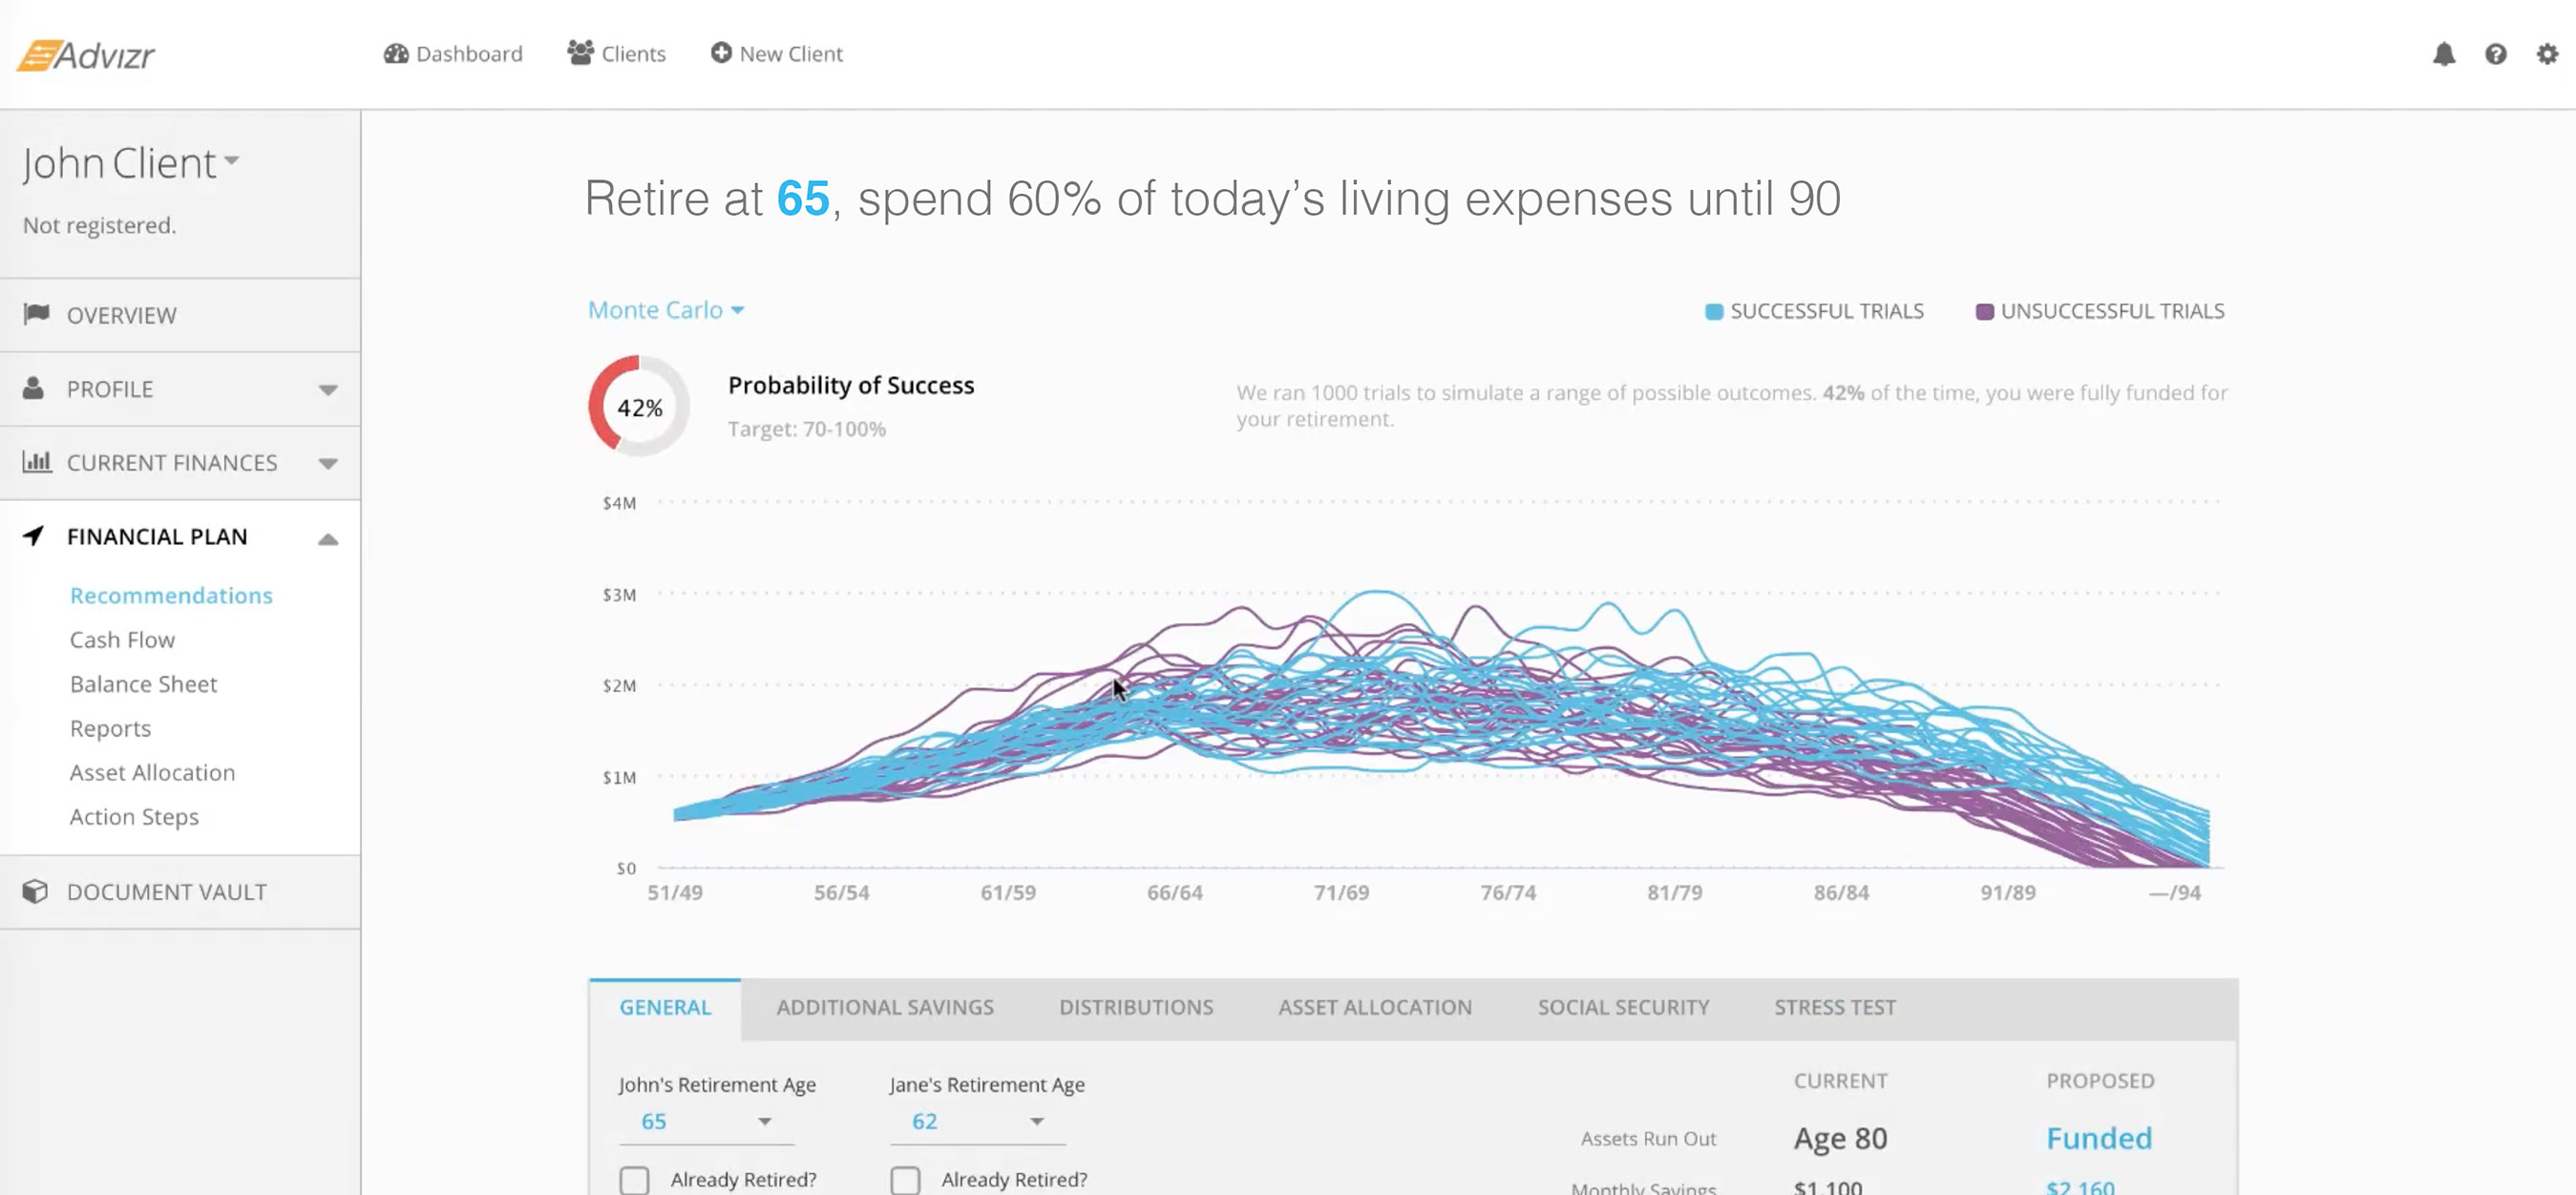 Advizr
Dashboard
Clients
New Client
John Client
Not registered.
OVERVIEW
PROFILE
CURRENT FINANCES
FINANCIAL PLAN
Recommendations
Cash Flow
Balance Sheet
Reports
Asset Allocation
Action Steps
DOCUMENT VAULT
Retire at 65, spend 60% of today’s living expenses until 90
Monte Carlo
SUCCESSFUL TRIALS
UNSUCCESSFUL TRIALS
42%
Probability of Success
Target: 70-100%
We ran 1000 trials to simulate a range of possible outcomes. 42% of the time, you were fully funded for
your retirement.
$4M
$3M
$2M
$1M
$0
51/49 56/54 61/59 66/64 71/69 76/74 81/79 86/84 91/89 —/94
GENERAL ADDITIONAL SAVINGS DISTRIBUTIONS ASSET ALLOCATION SOCIAL SECURITY STRESS TEST
John's Retirement Age
65
Already Retired?
Jane's Retirement Age
62
Already Retired?
CURRENT PROPOSED
Assets Run Out Age 80 Funded
Monthly Savings $1,100 $2,160